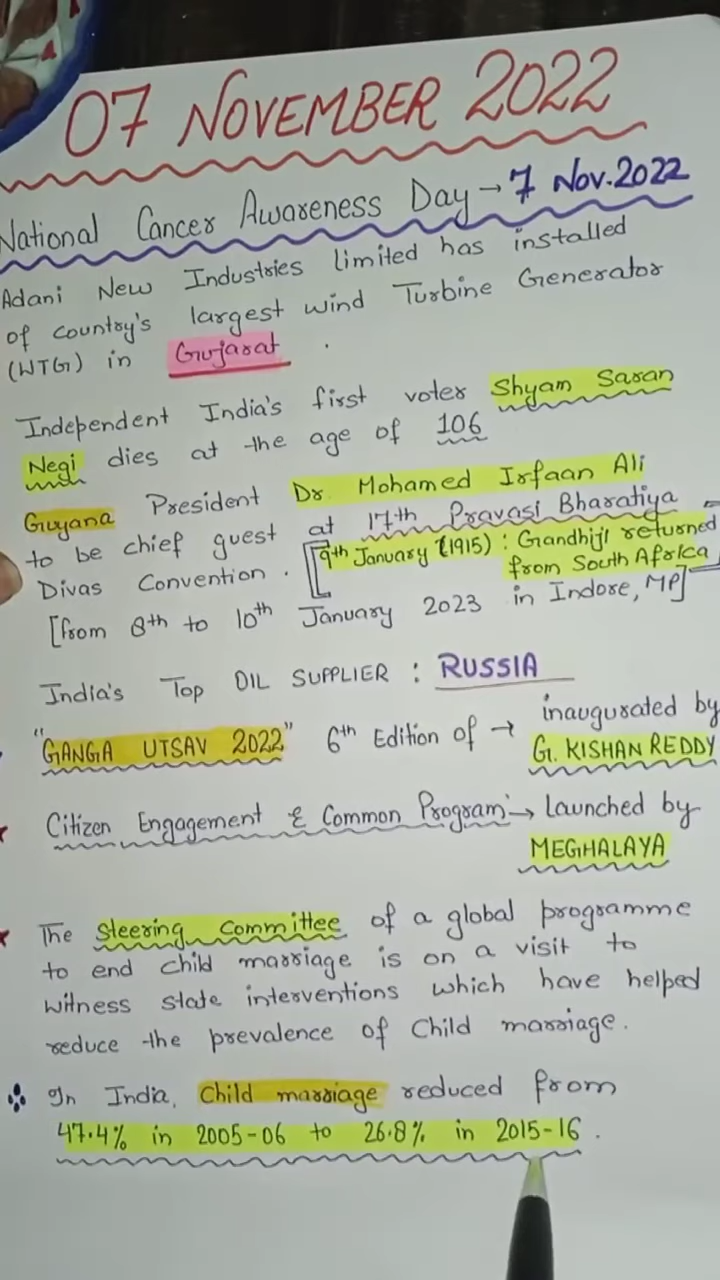 07 NOVEMBER 2022
National Cancer Awareness Day → 7 Nov. 2022
Adani New Industries limited has installed
of country's largest wind Turbine Generator
(WTG) in Gujarat .
Independent India's first voter Shyam Saran
Negi dies at the age of 106
Guyana President Dr. Mohamed Irfaan Ali
to be chief guest at 17th Pravasi Bharatiya
Divas Convention . [9th January (1915) : Gandhiji returned
from South Africa]
[from 8th to 10th January 2023 in Indore, MP]
India's Top OIL SUPPLIER : RUSSIA
"GANGA UTSAV 2022" 6th Edition of → inaugurated by
G. KISHAN REDDY
Citizen Engagement & Common Program → Launched by
MEGHALAYA
The Steering Committee of a global programme
to end child marriage is on a visit to
witness state interventions which have helped
reduce the prevalence of Child marriage.
In India, Child marriage reduced from
47.4% in 2005-06 to 26.8% in 2015-16 .